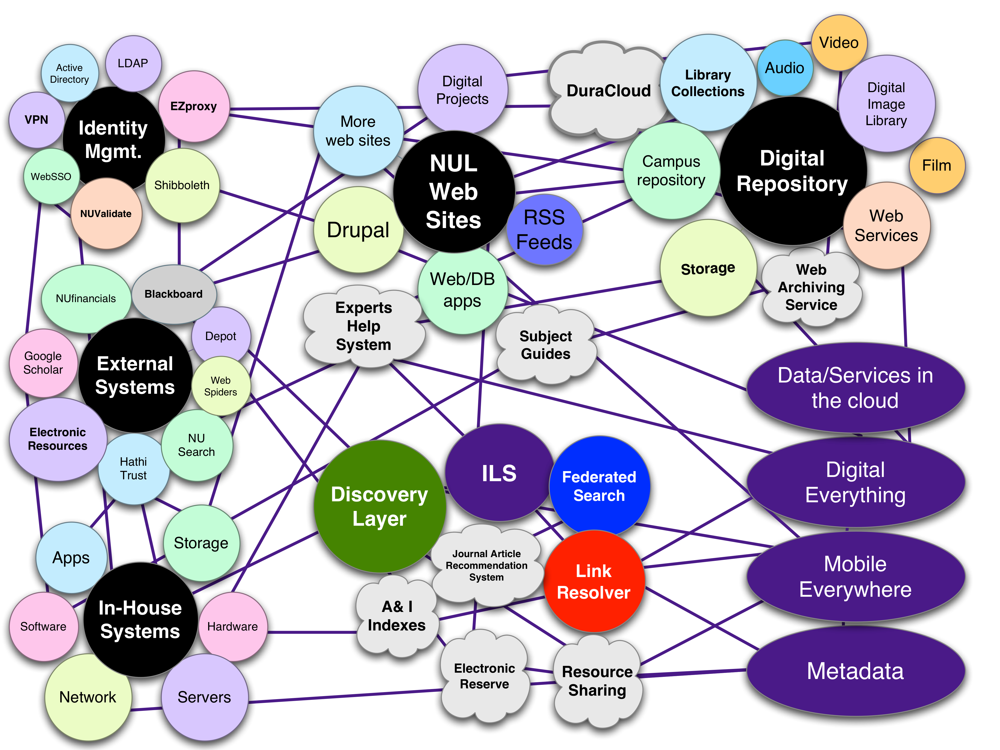 Active
Directory
LDAP
EZproxy
VPN
Identity
Mgmt.
WebSSO
NUValidate
Shibboleth
More
web sites
Digital
Projects
NUL
Web
Sites
Drupal
RSS
Feeds
Web/DB
apps
DuraCloud
Library
Collections
Audio
Video
Digital
Image
Library
Film
Digital
Repository
Campus
repository
Web
Services
Storage
Web
Archiving
Service
NUfinancials
Blackboard
Depot
Google
Scholar
External
Systems
Web
Spiders
Electronic
Resources
Hathi
Trust
NU
Search
Experts
Help
System
Subject
Guides
Data/Services in
the cloud
Digital
Everything
Mobile
Everywhere
Metadata
Discovery
Layer
ILS
Federated
Search
Journal Article
Recommendation
System
Link
Resolver
A& I
Indexes
Electronic
Reserve
Resource
Sharing
Apps
Storage
Software
In-House
Systems
Hardware
Network
Servers